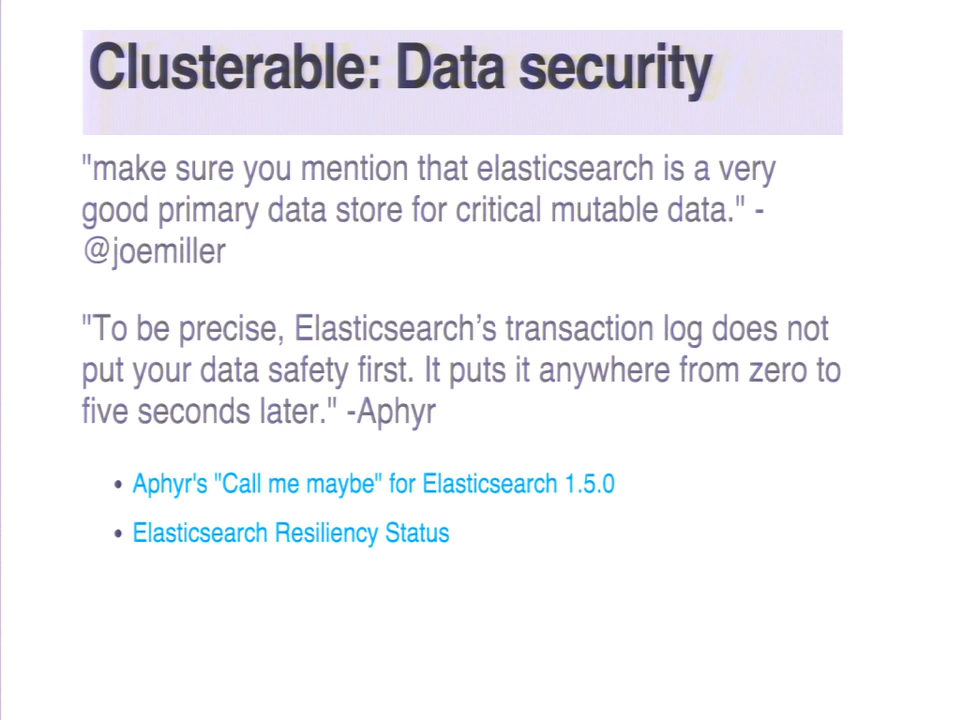 Clusterable: Data security
"make sure you mention that elasticsearch is a very
good primary data store for critical mutable data." -
@joemiller
"To be precise, Elasticsearch’s transaction log does not
put your data safety first. It puts it anywhere from zero to
five seconds later." -Aphyr
• Aphyr's "Call me maybe" for Elasticsearch 1.5.0
• Elasticsearch Resiliency Status